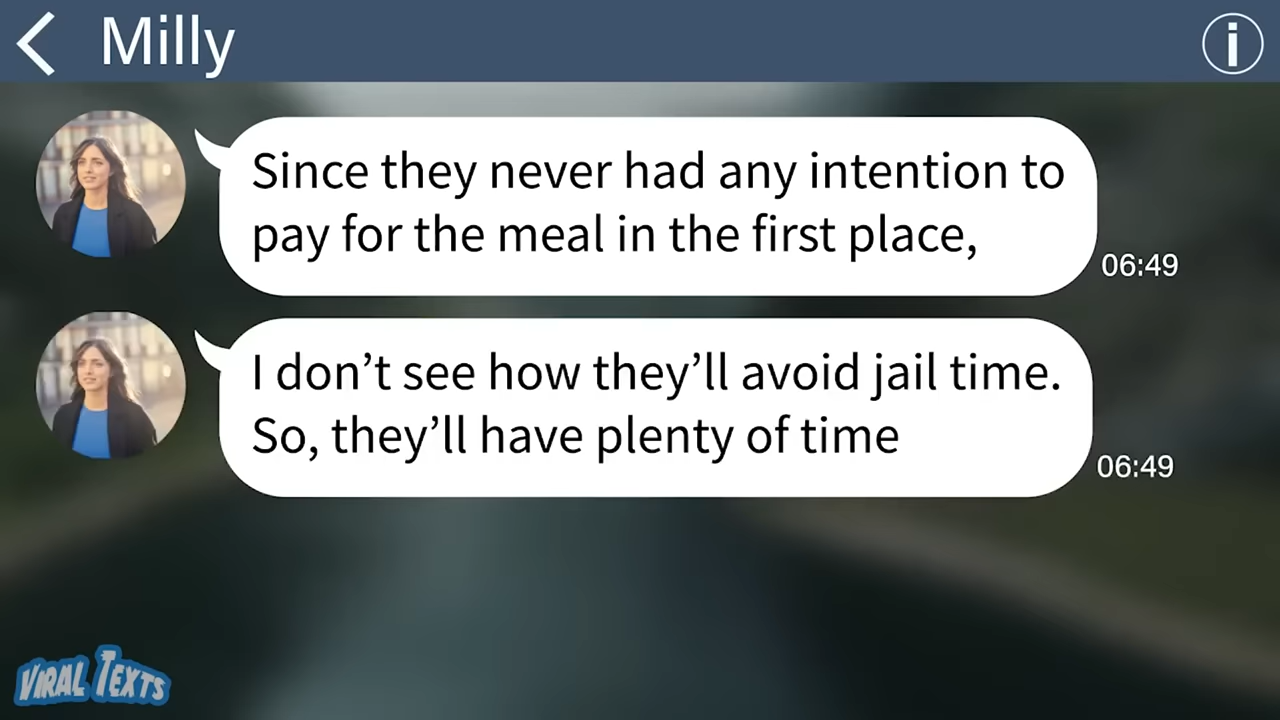 Milly
i
Since they never had any intention to
pay for the meal in the first place,
06:49
I don’t see how they’ll avoid jail time.
So, they’ll have plenty of time
06:49
VIRAL TEXTS